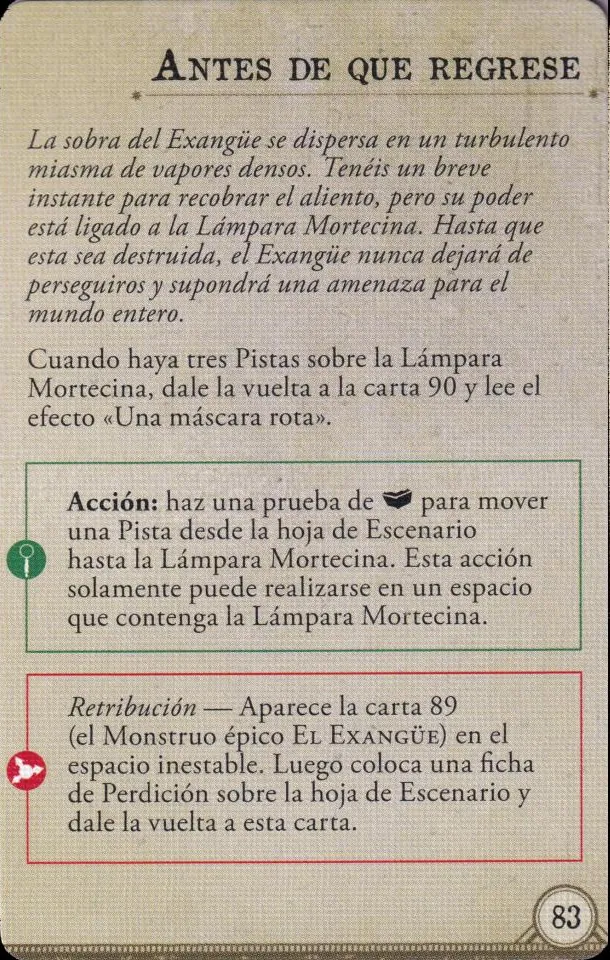 ANTES DE QUE REGRESE
La sobra del Exangüe se dispersa en un turbulento
miasma de vapores densos. Tenéis un breve
instante para recobrar el aliento, pero su poder
está ligado a la Lámpara Mortecina. Hasta que
esta sea destruida, el Exangüe nunca dejará de
perseguiros y supondrá una amenaza para el
mundo entero.
Cuando haya tres Pistas sobre la Lámpara
Mortecina, dale la vuelta a la carta 90 y lee el
efecto «Una máscara rota».
Acción: haz una prueba de para mover
una Pista desde la hoja de Escenario
hasta la Lámpara Mortecina. Esta acción
solamente puede realizarse en un espacio
que contenga la Lámpara Mortecina.
Retribución — Aparece la carta 89
(el Monstruo épico EL EXANGÜE) en el
espacio inestable. Luego coloca una ficha
de Perdición sobre la hoja de Escenario y
dale la vuelta a esta carta.
83